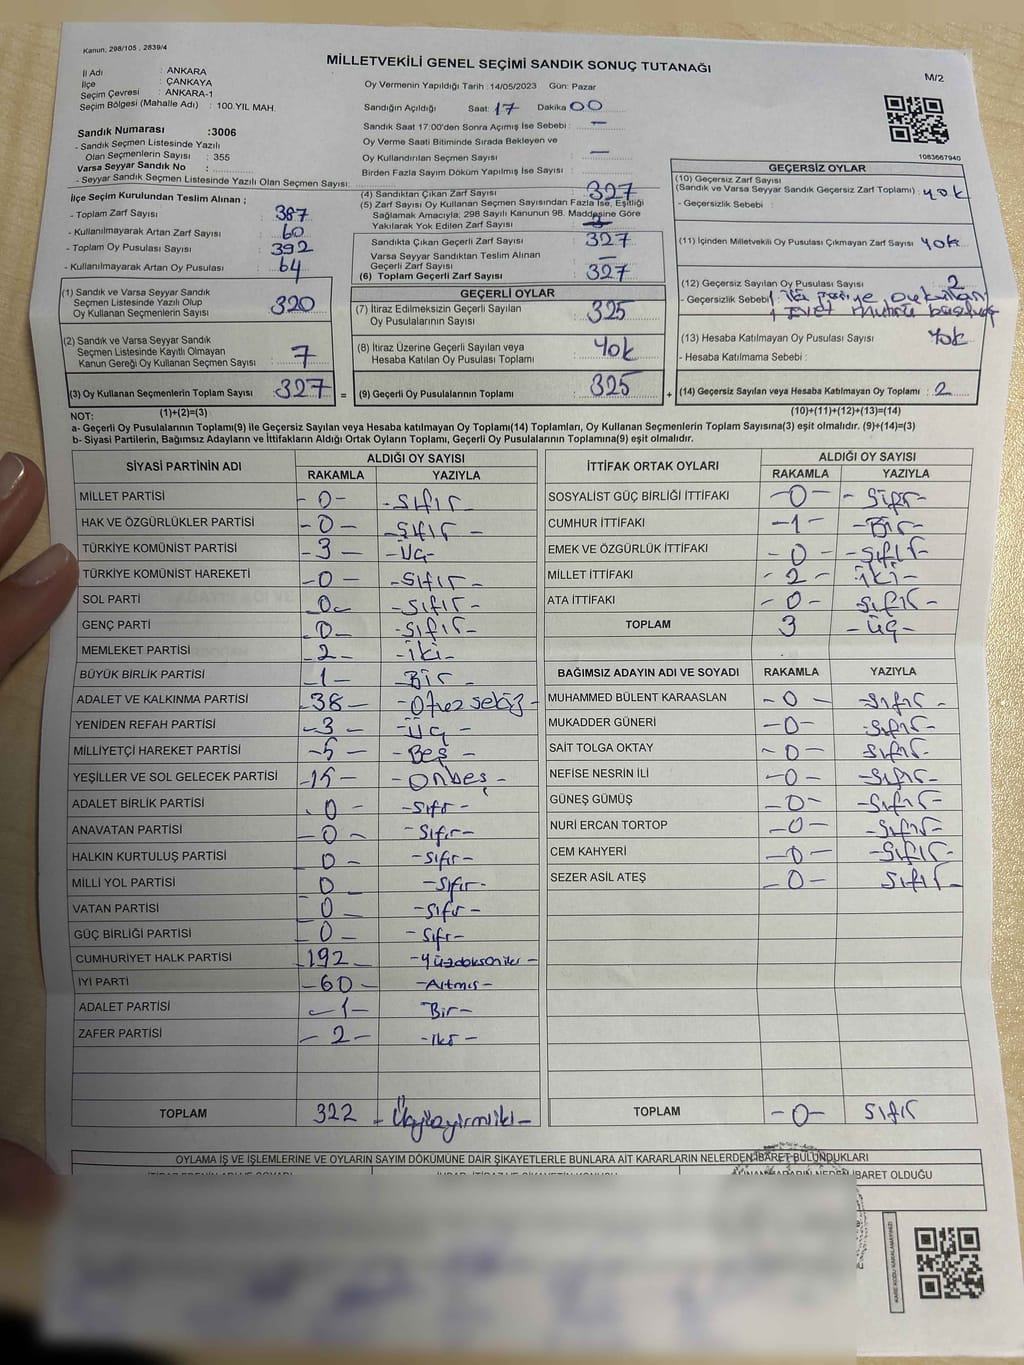 Kanun, 298/105 , 2839/4
MİLLETVEKİLİ GENEL SEÇİMİ SANDIK SONUÇ TUTANAĞI
M/2
İl Adı : ANKARA
İlçe : ÇANKAYA
Seçim Çevresi : ANKARA-1
Seçim Bölgesi (Mahalle Adı) : 100.YIL MAH.
Sandık Numarası :3006
- Sandık Seçmen Listesinde Yazılı
Olan Seçmenlerin Sayısı : 355
Varsa Seyyar Sandık No :
- Seyyar Sandık Seçmen Listesinde Yazılı Olan Seçmen Sayısı:
Oy Vermenin Yapıldığı Tarih :14/05/2023 Gün: Pazar
Sandığın Açıldığı Saat: 17 Dakika 00
Sandık Saat 17:00'den Sonra Açımış İse Sebebi : —
Oy Verme Saati Bitiminde Sırada Bekleyen ve
Oy Kullandırılan Seçmen Sayısı : —
Birden Fazla Sayım Döküm Yapılmış İse Sayısı :
1083667940
İlçe Seçim Kurulundan Teslim Alınan ;
- Toplam Zarf Sayısı : 387
- Kullanılmayarak Artan Zarf Sayısı : 60
- Toplam Oy Pusulası Sayısı : 392
- Kullanılmayarak Artan Oy Pusulası : 64
(1) Sandık ve Varsa Seyyar Sandık
Seçmen Listesinde Yazılı Olup
Oy Kullanan Seçmenlerin Sayısı : 320
(2) Sandık ve Varsa Seyyar Sandık
Seçmen Listesinde Kayıtlı Olmayan
Kanun Gereği Oy Kullanan Seçmen Sayısı : 7
(3) Oy Kullanan Seçmenlerin Toplam Sayısı : 327 =
(4) Sandıktan Çıkan Zarf Sayısı : 327
(5) Zarf Sayısı Oy Kullanan Seçmen Sayısından Fazla İse, Eşitliği
Sağlamak Amacıyla; 298 Sayılı Kanunun 98. Maddesine Göre
Yakılarak Yok Edilen Zarf Sayısı :
Sandıkta Çıkan Geçerli Zarf Sayısı : 327
Varsa Seyyar Sandıktan Teslim Alınan
Geçerli Zarf Sayısı : —
(6) Toplam Geçerli Zarf Sayısı : 327
GEÇERLİ OYLAR
(7) İtiraz Edilmeksizin Geçerli Sayılan
Oy Pusulalarının Sayısı : 325
(8) İtiraz Üzerine Geçerli Sayılan veya
Hesaba Katılan Oy Pusulası Toplamı : Yok
(9) Geçerli Oy Pusulalarının Toplamı : 325 +
GEÇERSİZ OYLAR
(10) Geçersiz Zarf Sayısı
(Sandık ve Varsa Seyyar Sandık Geçersiz Zarf Toplamı) : Yok
- Geçersizlik Sebebi :
(11) İçinden Milletvekili Oy Pusulası Çıkmayan Zarf Sayısı : Yok
(12) Geçersiz Sayılan Oy Pusulası Sayısı : 2
- Geçersizlik Sebebi : iki
Evet mührü
(13) Hesaba Katılmayan Oy Pusulası Sayısı : Yok
- Hesaba Katılmama Sebebi :
(14) Geçersiz Sayılan veya Hesaba Katılmayan Oy Toplamı : 2
NOT: (1)+(2)=(3) (10)+(11)+(12)+(13)=(14)
a- Geçerli Oy Pusulalarının Toplamı(9) ile Geçersiz Sayılan veya Hesaba katılmayan Oy Toplamı(14) Toplamları, Oy Kullanan Seçmenlerin Toplam Sayısına(3) eşit olmalıdır. (9)+(14)=(3)
b- Siyasi Partilerin, Bağımsız Adayların ve İttifakların Aldığı Ortak Oyların Toplamı, Geçerli Oy Pusulalarının Toplamına(9) eşit olmalıdır.
SİYASİ PARTİNİN ADI ALDIĞI OY SAYISI
RAKAMLA YAZIYLA
MİLLET PARTİSİ -0- -Sıfır-
HAK VE ÖZGÜRLÜKLER PARTİSİ -0- -Sıfır-
TÜRKİYE KOMÜNİST PARTİSİ -3- -Üç-
TÜRKİYE KOMÜNİST HAREKETİ -0- -Sıfır-
SOL PARTİ -0- -Sıfır-
GENÇ PARTİ -0- -Sıfır-
MEMLEKET PARTİSİ -2- -iki-
BÜYÜK BİRLİK PARTİSİ -1- -Bir-
ADALET VE KALKINMA PARTİSİ -38- -Otuz sekiz-
YENİDEN REFAH PARTİSİ -3- -Üç-
MİLLİYETÇİ HAREKET PARTİSİ -5- -Beş-
YEŞİLLER VE SOL GELECEK PARTİSİ -15- -Onbeş-
ADALET BİRLİK PARTİSİ -0- -Sıfır-
ANAVATAN PARTİSİ -0- -Sıfır-
HALKIN KURTULUŞ PARTİSİ 0- -Sıfır-
MİLLİ YOL PARTİSİ 0- -Sıfır-
VATAN PARTİSİ -0- -Sıfır-
GÜÇ BİRLİĞİ PARTİSİ -0- -Sıfır-
CUMHURİYET HALK PARTİSİ -192- -Yüzdoksaniki-
İYİ PARTİ -60- -Altmış-
ADALET PARTİSİ -1- Bir-
ZAFER PARTİSİ -2- -iki-
TOPLAM 322 -Üçyüzyirmiiki-
İTTİFAK ORTAK OYLARI ALDIĞI OY SAYISI
RAKAMLA YAZIYLA
SOSYALİST GÜÇ BİRLİĞİ İTTİFAKI -0- -Sıfır-
CUMHUR İTTİFAKI -1- -Bir-
EMEK VE ÖZGÜRLÜK İTTİFAKI -0- -Sıfır-
MİLLET İTTİFAKI -2- iki-
ATA İTTİFAKI -0- Sıfır-
TOPLAM 3 -Üç-
BAĞIMSIZ ADAYIN ADI VE SOYADI RAKAMLA YAZIYLA
MUHAMMED BÜLENT KARAASLAN -0- -Sıfır-
MUKADDER GÜNERİ -0- -Sıfır-
SAİT TOLGA OKTAY -0- Sıfır-
NEFİSE NESRİN İLİ -0- -Sıfır-
GÜNEŞ GÜMÜŞ -0- -Sıfır-
NURİ ERCAN TORTOP -0- -Sıfır-
CEM KAHYERİ -0- -Sıfır-
SEZER ASİL ATEŞ -0- Sıfır-
TOPLAM -0- Sıfır
OYLAMA İŞ VE İŞLEMLERİNE VE OYLARIN SAYIM DÖKÜMÜNE DAİR ŞİKAYETLERLE BUNLARA AİT KARARLARIN NELERDEN İBARET BULUNDUKLARI
NEDEN İBARET OLDUĞU